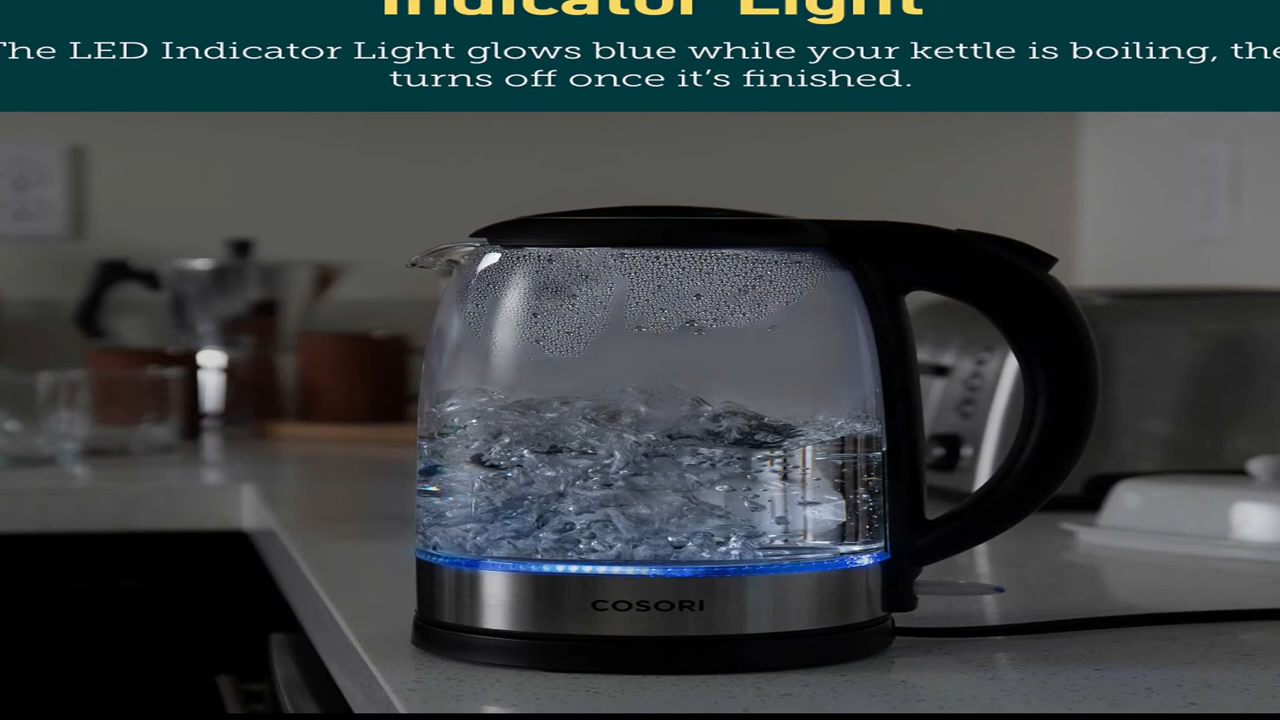 Indicator Light
The LED Indicator Light glows blue while your kettle is boiling, the
turns off once it's finished.
COSORI